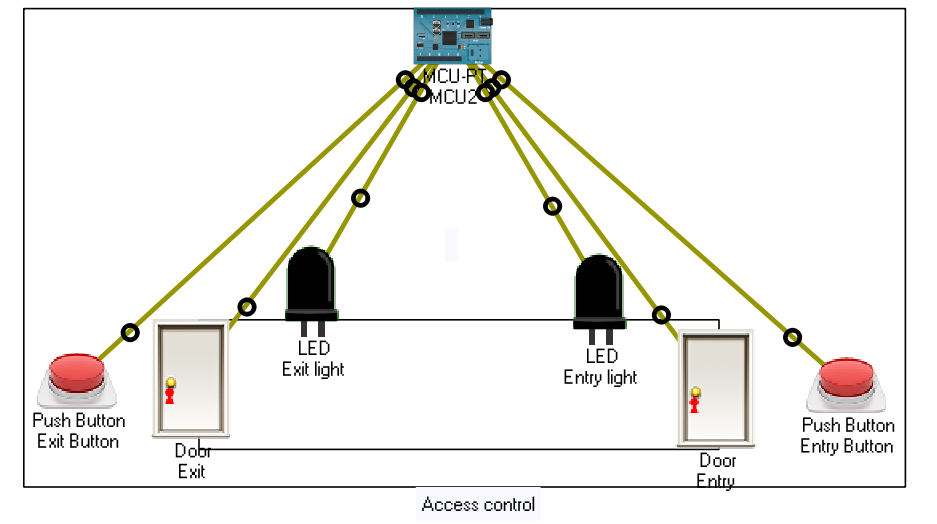 MCU-PT
MCU2
LED
Exit light
LED
Entry light
Push Button
Exit Button
Door
Exit
Door
Entry
Push Button
Entry Button
Access control